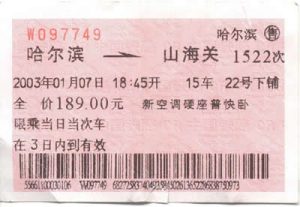 W097749 哈尔滨 售
哈尔滨 → 山海关 1522次
2003年01月07日 18:45开 15车 22号下铺
全 价189.00元 新空调硬座普快卧
限乘当日当次车
在3日内到有效